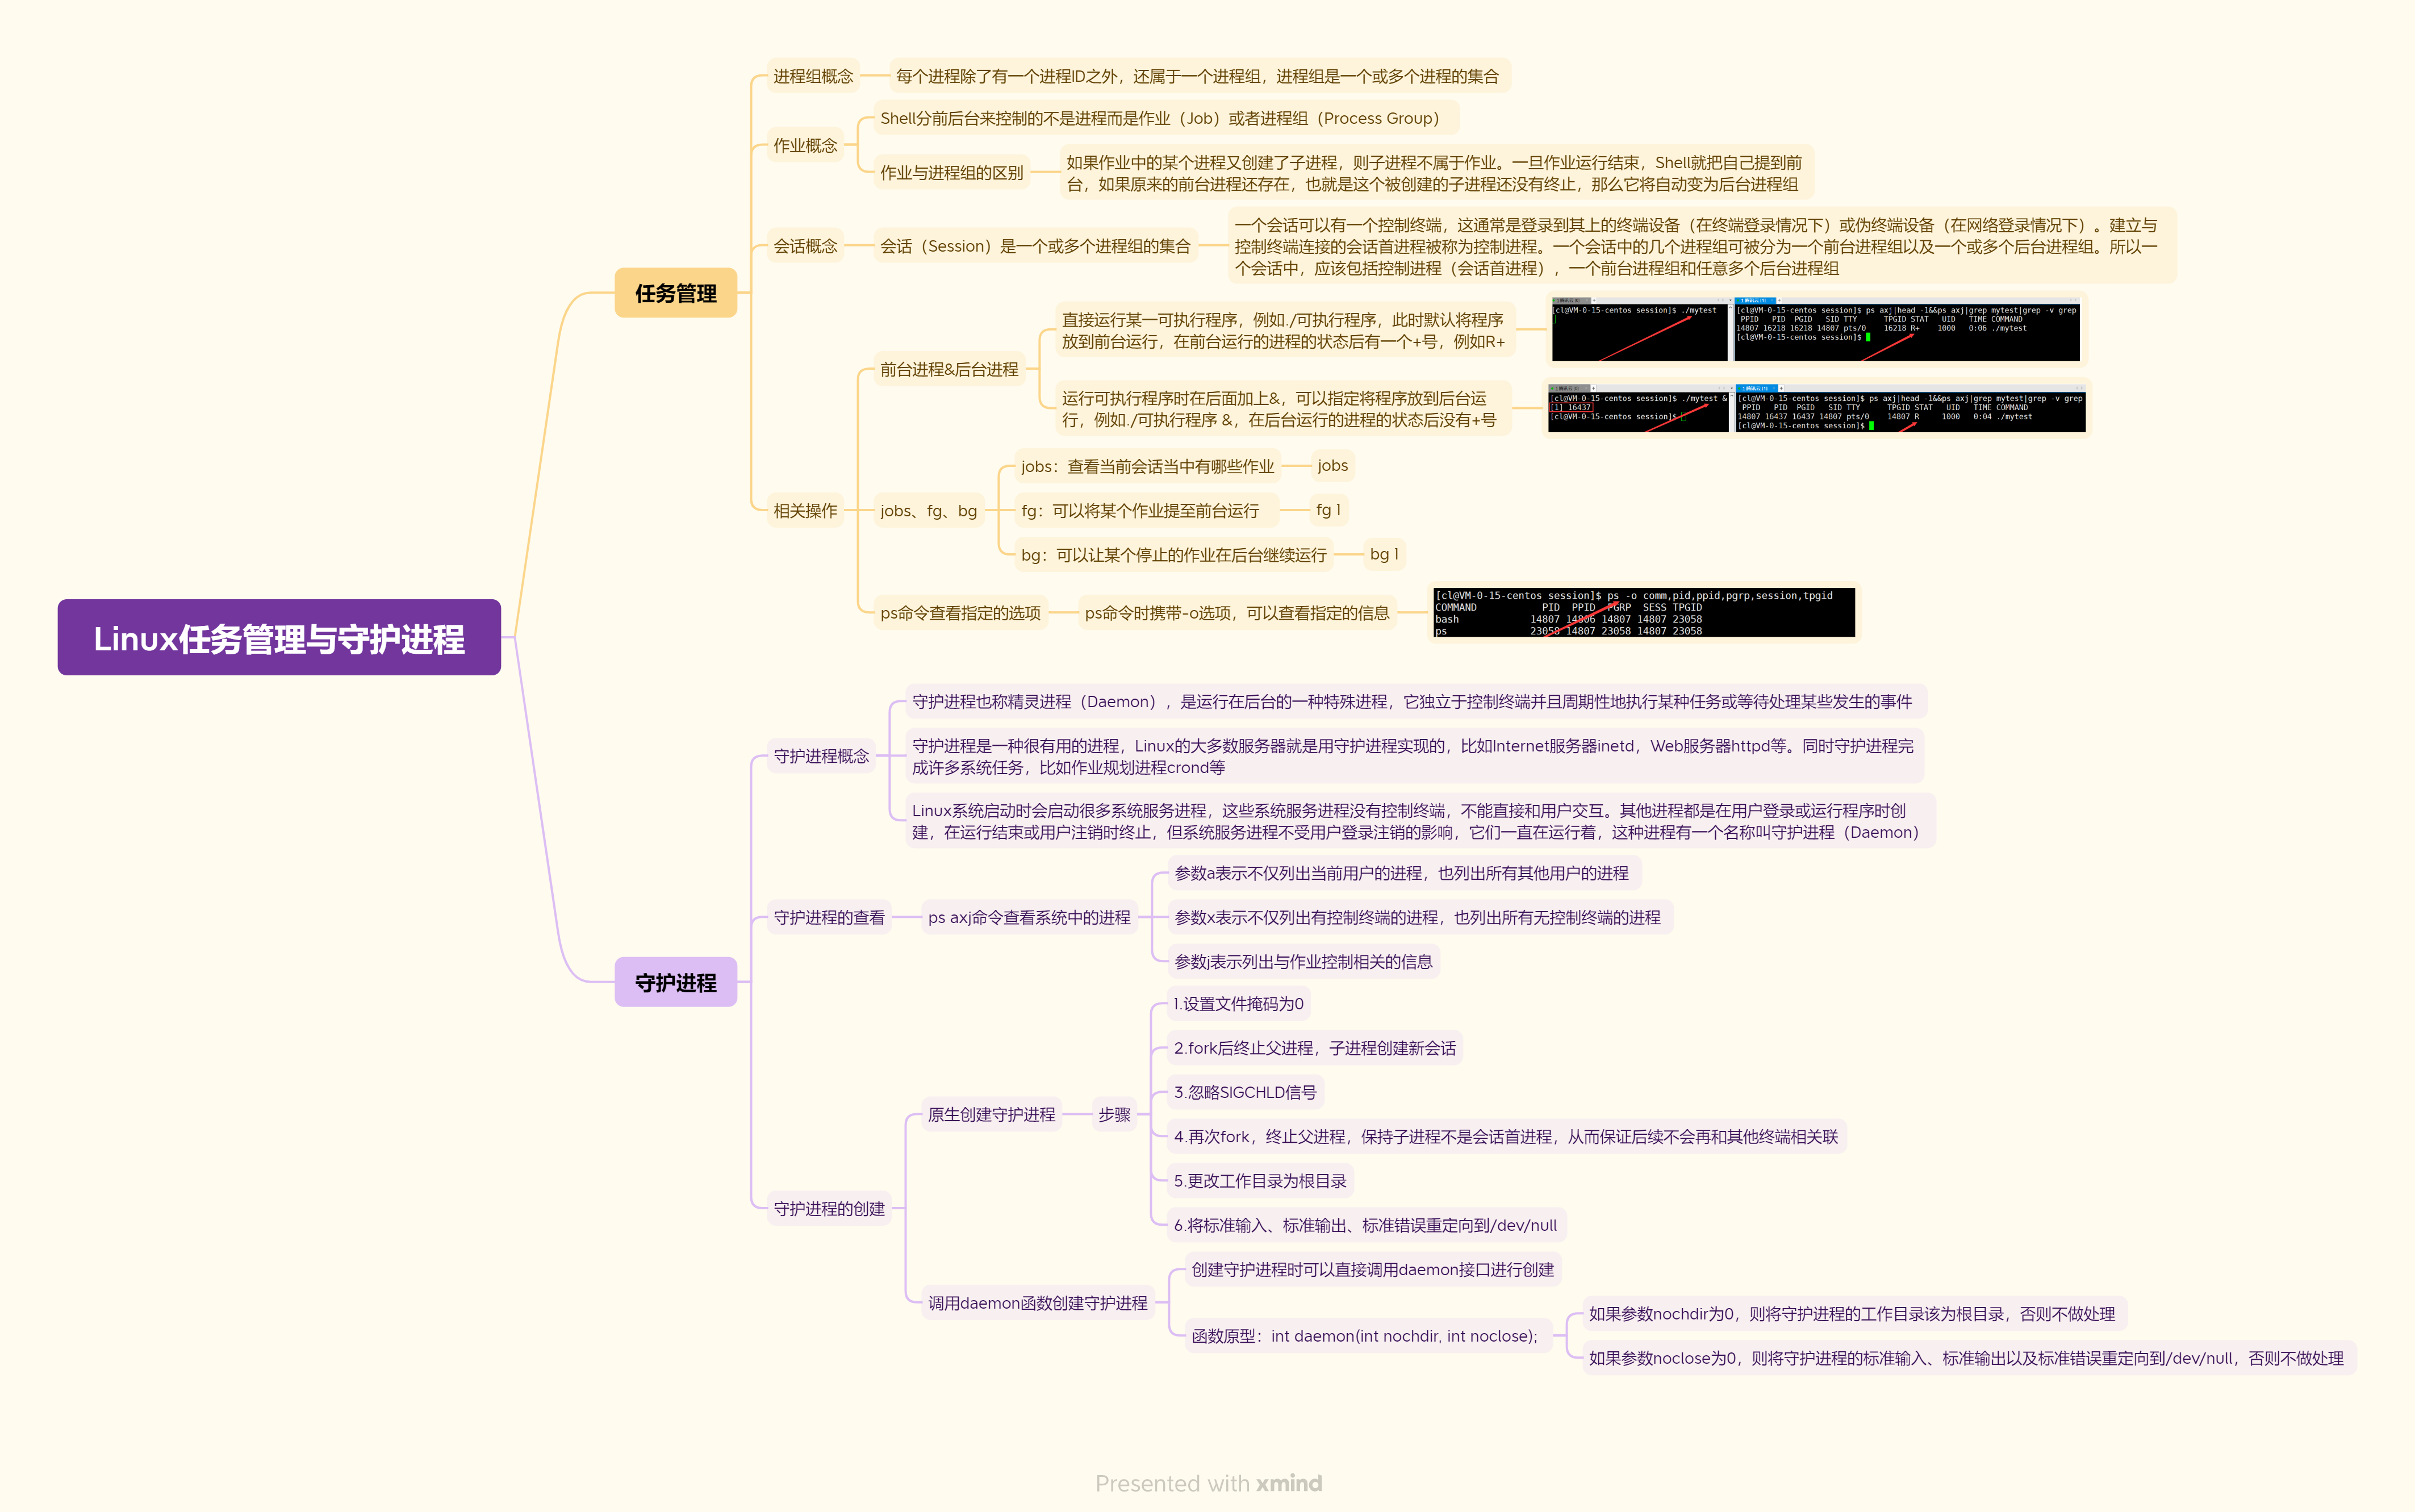 Linux任务管理与守护进程
任务管理
进程组概念
每个进程除了有一个进程ID之外，还属于一个进程组，进程组是一个或多个进程的集合
作业概念
Shell分前后台来控制的不是进程而是作业（Job）或者进程组（Process Group）
作业与进程组的区别
如果作业中的某个进程又创建了子进程，则子进程不属于作业。一旦作业运行结束，Shell就把自己提到前
台，如果原来的前台进程还存在，也就是这个被创建的子进程还没有终止，那么它将自动变为后台进程组
会话概念
会话（Session）是一个或多个进程组的集合
一个会话可以有一个控制终端，这通常是登录到其上的终端设备（在终端登录情况下）或伪终端设备（在网络登录情况下）。建立与
控制终端连接的会话首进程被称为控制进程。一个会话中的几个进程组可被分为一个前台进程组以及一个或多个后台进程组。所以一
个会话中，应该包括控制进程（会话首进程），一个前台进程组和任意多个后台进程组
相关操作
前台进程&后台进程
直接运行某一可执行程序，例如./可执行程序，此时默认将程序
放到前台运行，在前台运行的进程的状态后有一个+号，例如R+
[cl@VM-0-15-centos session]$ ./mytest
[cl@VM-0-15-centos session]$ ps axj|head -1&&ps axj|grep mytest|grep -v grep
PPID PID PGID SID TTY TPGID STAT UID TIME COMMAND
14807 16218 16218 14807 pts/0 16218 R+ 1000 0:06 ./mytest
[cl@VM-0-15-centos session]$
运行可执行程序时在后面加上&，可以指定将程序放到后台运
行，例如./可执行程序 &，在后台运行的进程的状态后没有+号
[cl@VM-0-15-centos session]$ ./mytest &
[1] 16437
[cl@VM-0-15-centos session]$
[cl@VM-0-15-centos session]$ ps axj|head -1&&ps axj|grep mytest|grep -v grep
PPID PID PGID SID TTY TPGID STAT UID TIME COMMAND
14807 16437 16437 14807 pts/0 14807 R 1000 0:04 ./mytest
[cl@VM-0-15-centos session]$
jobs、fg、bg
jobs：查看当前会话当中有哪些作业
jobs
fg：可以将某个作业提至前台运行
fg 1
bg：可以让某个停止的作业在后台继续运行
bg 1
ps命令查看指定的选项
ps命令时携带-o选项，可以查看指定的信息
[cl@VM-0-15-centos session]$ ps -o comm,pid,ppid,pgrp,session,tpgid
COMMAND PID PPID PGRP SESS TPGID
bash 14807 14806 14807 14807 23058
ps 23058 14807 23058 14807 23058
守护进程
守护进程概念
守护进程也称精灵进程（Daemon），是运行在后台的一种特殊进程，它独立于控制终端并且周期性地执行某种任务或等待处理某些发生的事件
守护进程是一种很有用的进程，Linux的大多数服务器就是用守护进程实现的，比如Internet服务器inetd，Web服务器httpd等。同时守护进程完
成许多系统任务，比如作业规划进程crond等
Linux系统启动时会启动很多系统服务进程，这些系统服务进程没有控制终端，不能直接和用户交互。其他进程都是在用户登录或运行程序时创
建，在运行结束或用户注销时终止，但系统服务进程不受用户登录注销的影响，它们一直在运行着，这种进程有一个名称叫守护进程（Daemon）
守护进程的查看
ps axj命令查看系统中的进程
参数a表示不仅列出当前用户的进程，也列出所有其他用户的进程
参数x表示不仅列出有控制终端的进程，也列出所有无控制终端的进程
参数j表示列出与作业控制相关的信息
守护进程的创建
原生创建守护进程
步骤
1.设置文件掩码为0
2.fork后终止父进程，子进程创建新会话
3.忽略SIGCHLD信号
4.再次fork，终止父进程，保持子进程不是会话首进程，从而保证后续不会再和其他终端相关联
5.更改工作目录为根目录
6.将标准输入、标准输出、标准错误重定向到/dev/null
调用daemon函数创建守护进程
创建守护进程时可以直接调用daemon接口进行创建
函数原型：int daemon(int nochdir, int noclose);
如果参数nochdir为0，则将守护进程的工作目录该为根目录，否则不做处理
如果参数noclose为0，则将守护进程的标准输入、标准输出以及标准错误重定向到/dev/null，否则不做处理
Presented with xmind